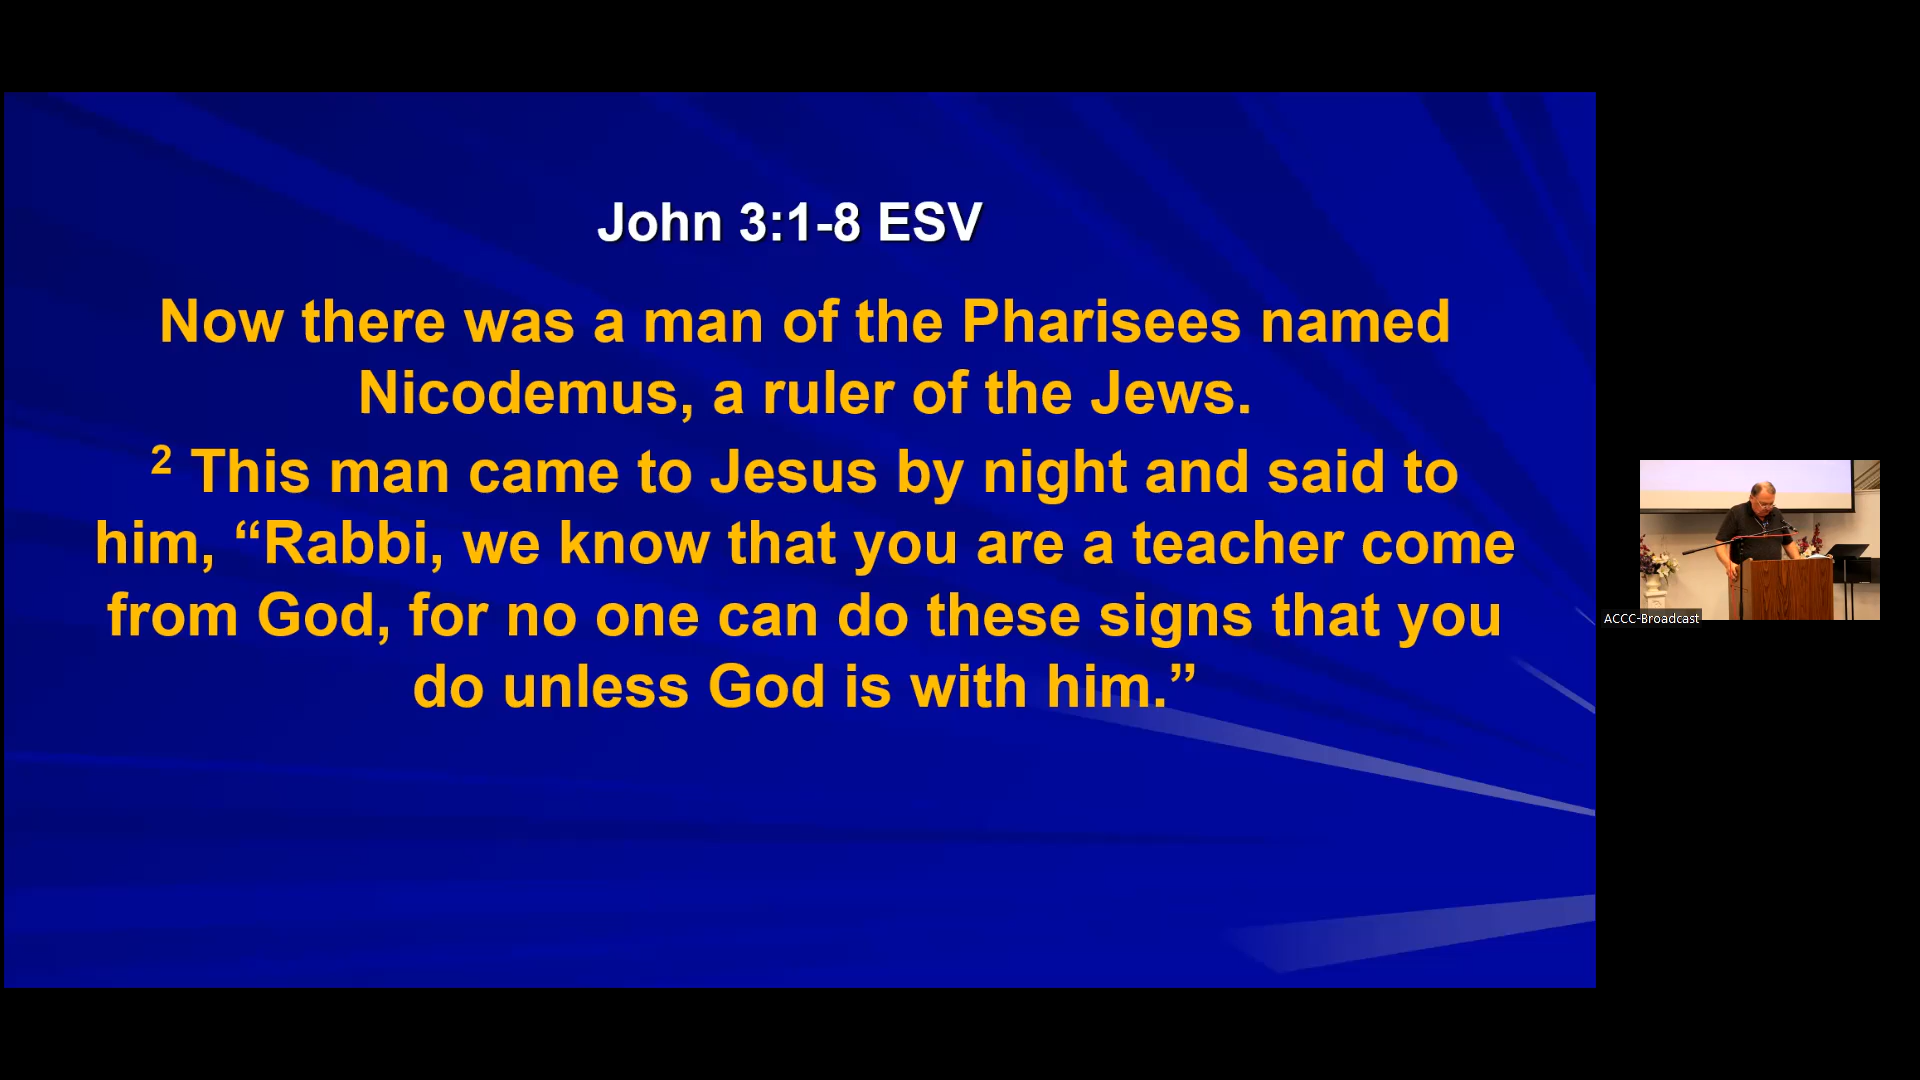 John 3:1-8 ESV
Now there was a man of the Pharisees named
Nicodemus, a ruler of the Jews.
2 This man came to Jesus by night and said to
him, “Rabbi, we know that you are a teacher come
from God, for no one can do these signs that you
do unless God is with him.”
ACCC-Broadcast